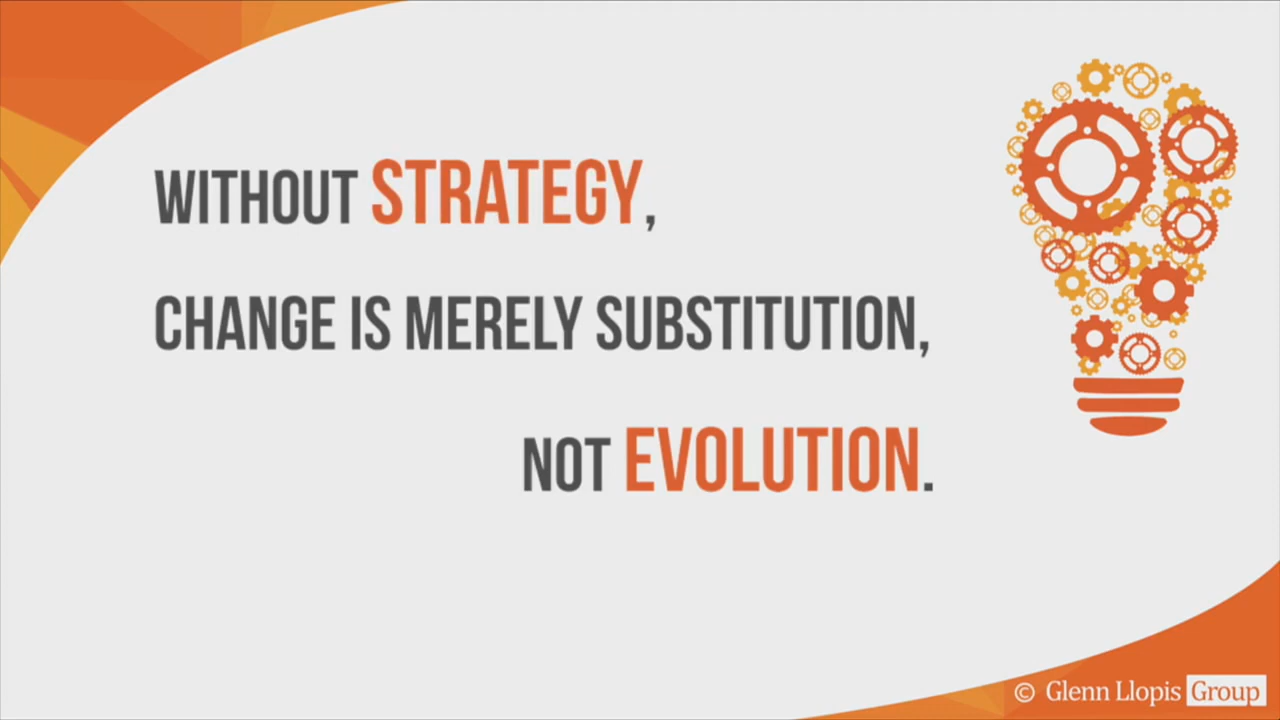 WITHOUT STRATEGY,
CHANGE IS MERELY SUBSTITUTION,
NOT EVOLUTION.
© Glenn Llopis Group